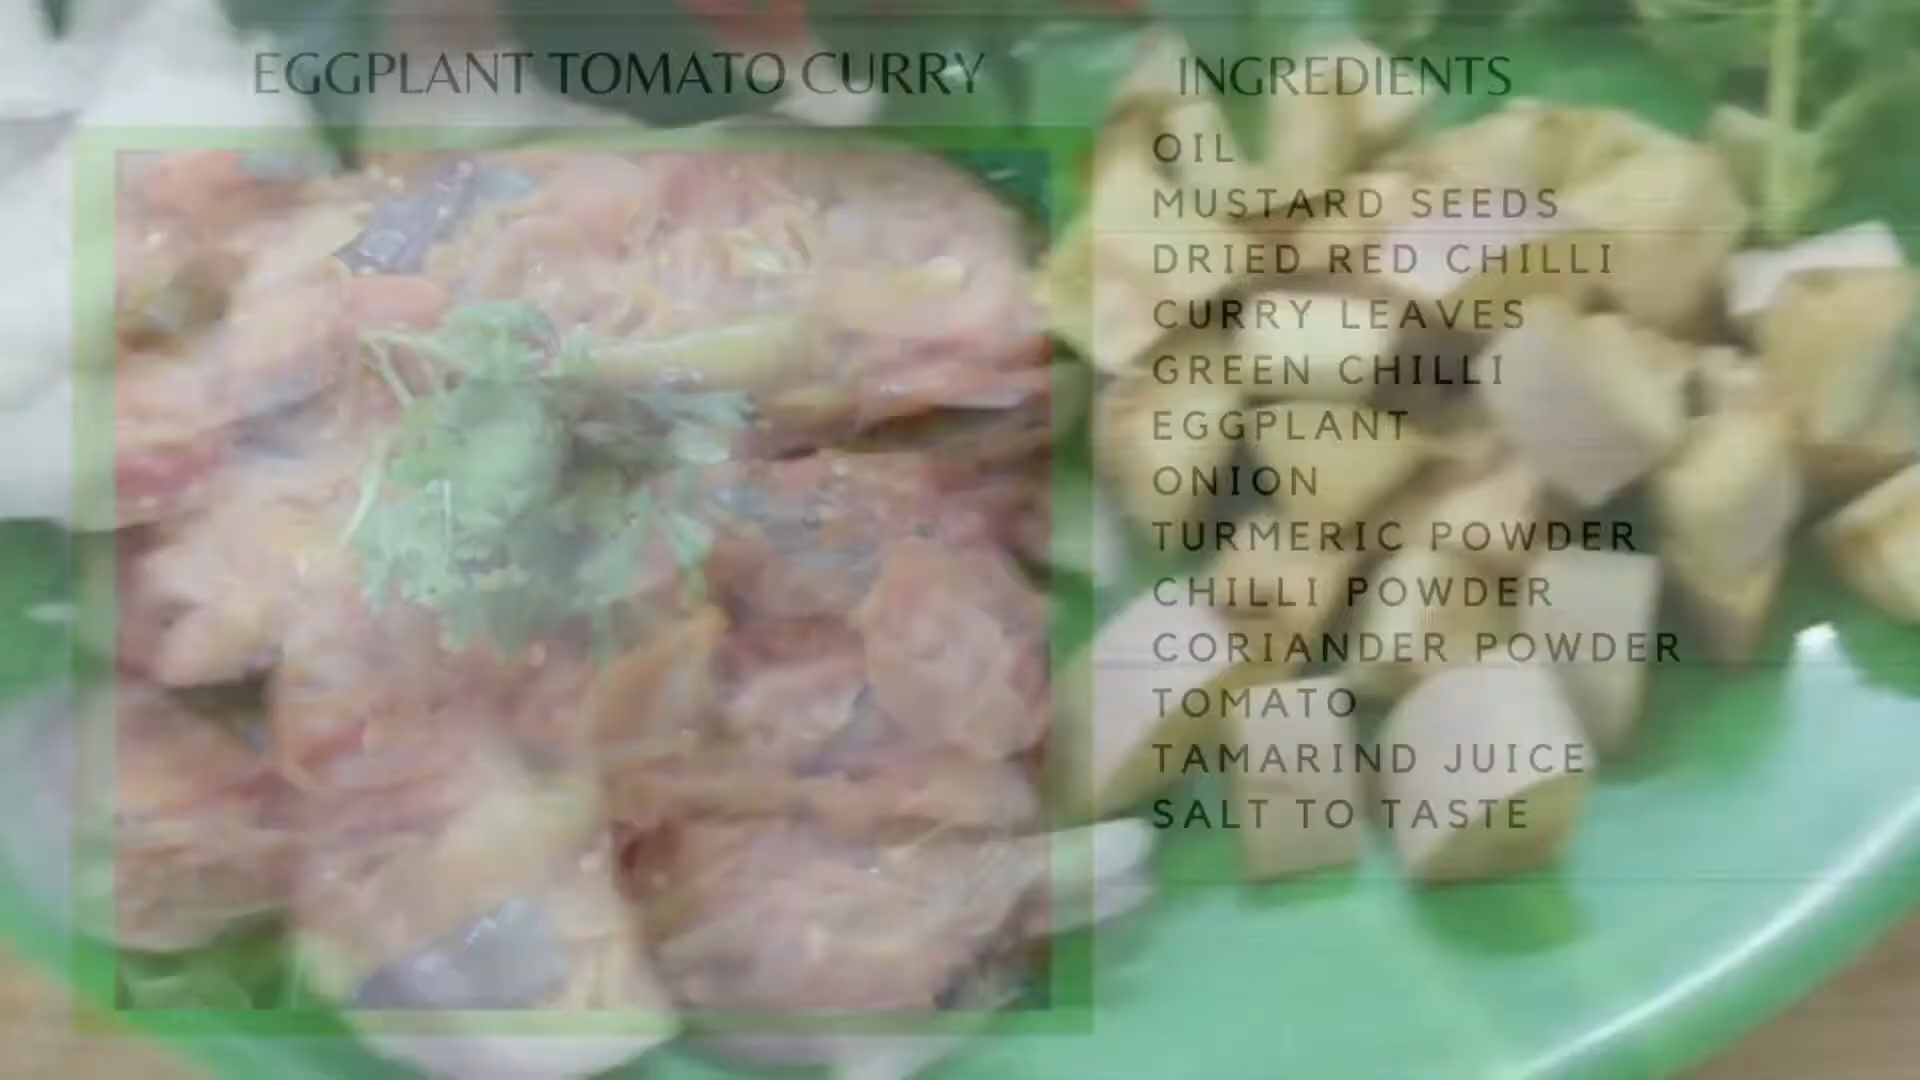 EGGPLANT TOMATO CURRY
INGREDIENTS
OIL
MUSTARD SEEDS
DRIED RED CHILLI
CURRY LEAVES
GREEN CHILLI
EGGPLANT
ONION
TURMERIC POWDER
CHILLI POWDER
CORIANDER POWDER
TOMATO
TAMARIND JUICE
SALT TO TASTE